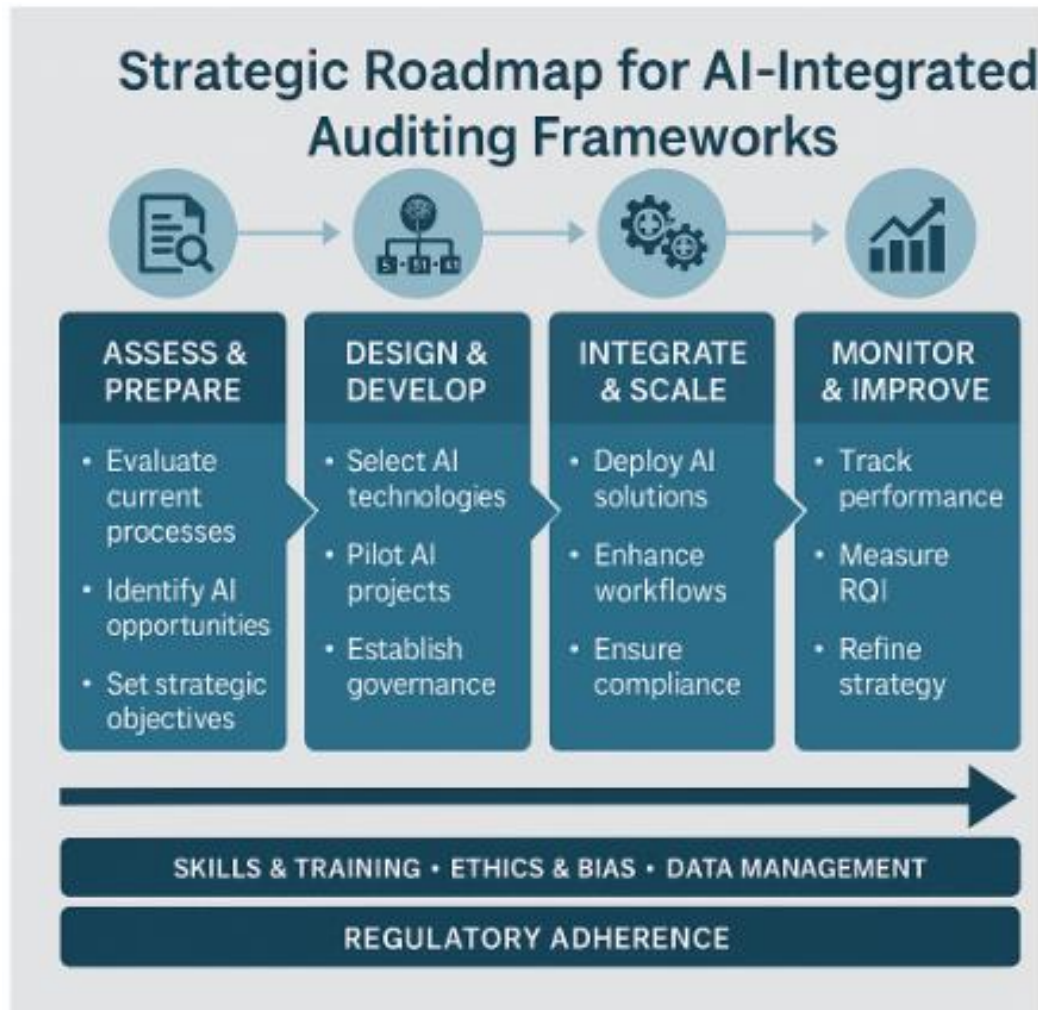 Strategic Roadmap for AI-Integrated
Auditing Frameworks
ASSESS &
PREPARE
• Evaluate
current
processes
• Identify AI
opportunities
• Set strategic
objectives
DESIGN &
DEVELOP
• Select AI
technologies
• Pilot AI
projects
• Establish
governance
INTEGRATE
& SCALE
• Deploy AI
solutions
• Enhance
workflows
• Ensure
compliance
MONITOR
& IMPROVE
• Track
performance
• Measure
RQI
• Refine
strategy
SKILLS & TRAINING • ETHICS & BIAS • DATA MANAGEMENT
REGULATORY ADHERENCE